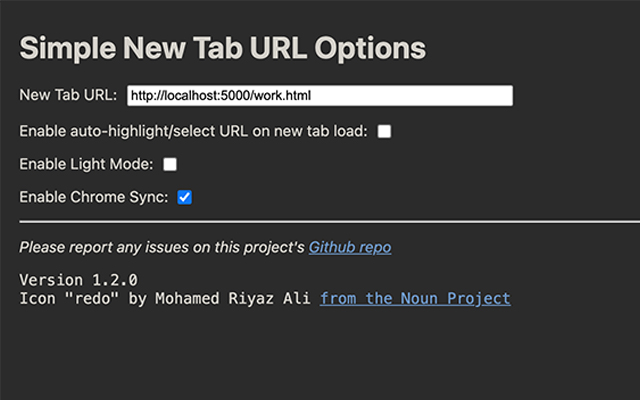 Simple New Tab URL Options
New Tab URL: http://localhost:5000/work.html
Enable auto-highlight/select URL on new tab load:
Enable Light Mode:
Enable Chrome Sync:
Please report any issues on this project's Github repo
Version 1.2.0
Icon "redo" by Mohamed Riyaz Ali from the Noun Project